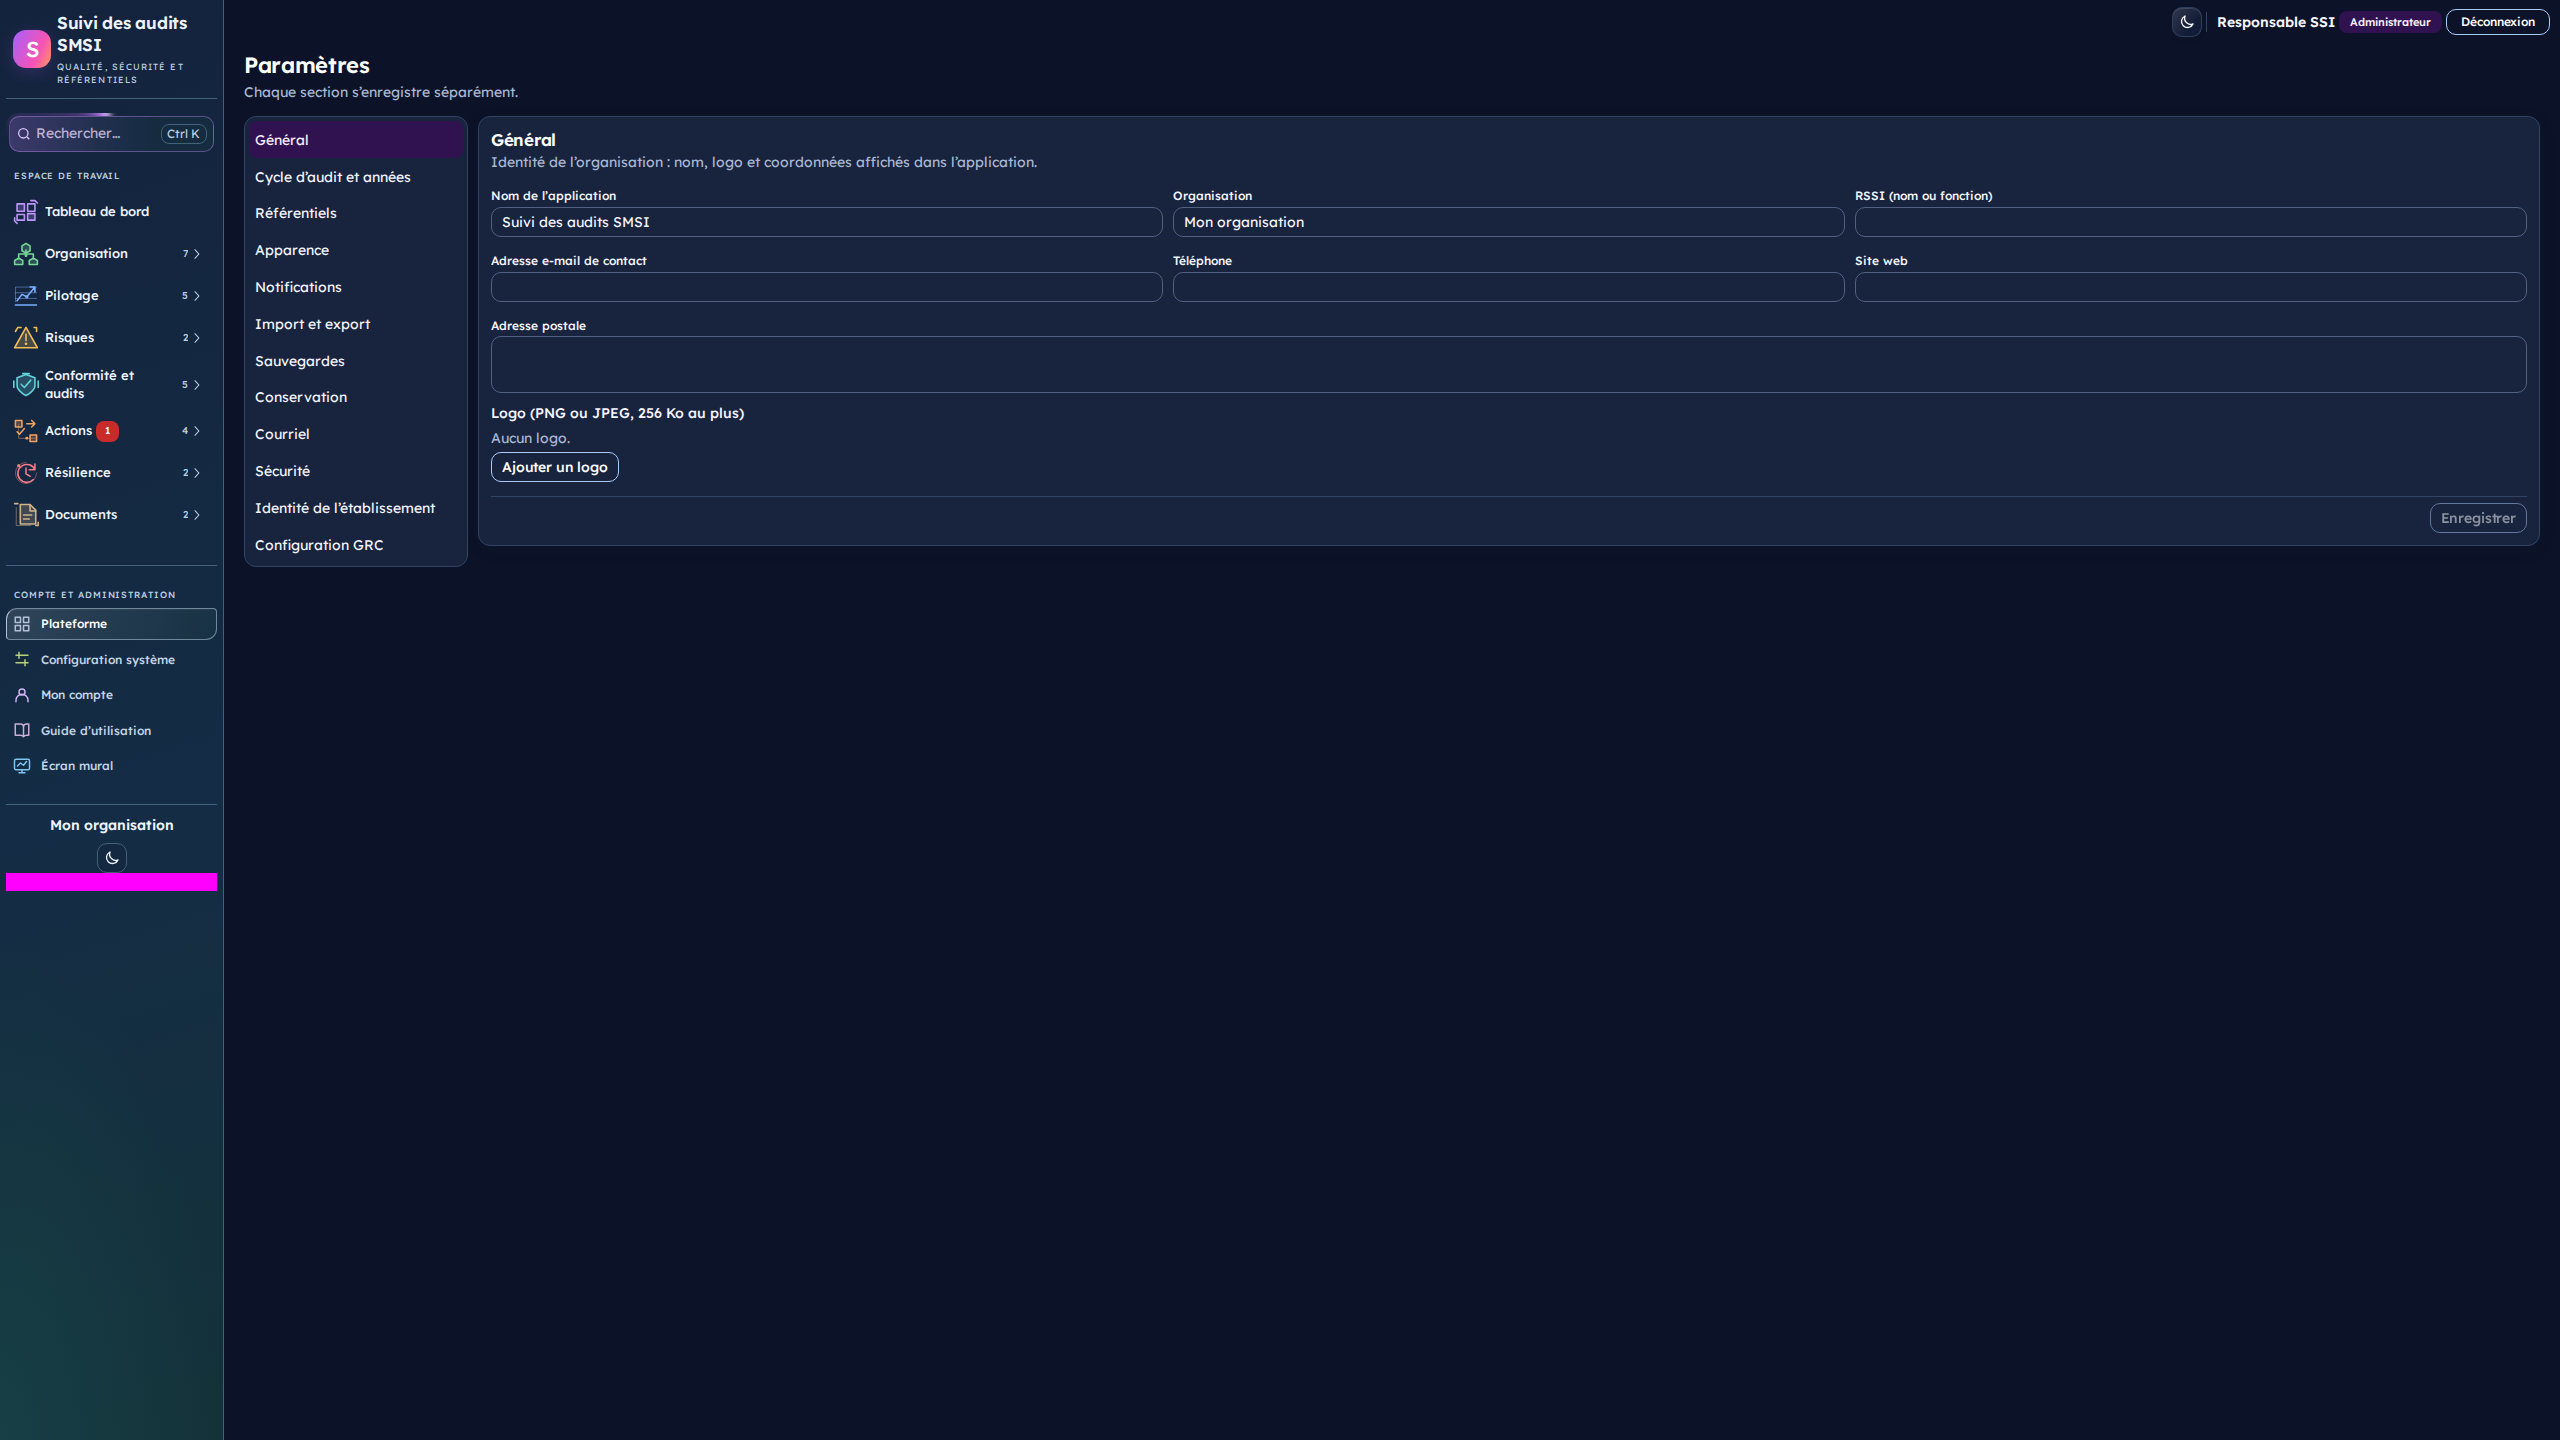 S
Suivi des audits
SMSI
QUALITÉ, SÉCURITÉ ET
RÉFÉRENTIELS
Rechercher...
Ctrl K
ESPACE DE TRAVAIL
Tableau de bord
Organisation 7
Pilotage 5
Risques 2
Conformité et
audits 5
Actions 1 4
Résilience 2
Documents 2
COMPTE ET ADMINISTRATION
Plateforme
Configuration système
Mon compte
Guide d'utilisation
Écran mural
Mon organisation
Responsable SSI Administrateur Déconnexion
Paramètres
Chaque section s'enregistre séparément.
Général
Cycle d'audit et années
Référentiels
Apparence
Notifications
Import et export
Sauvegardes
Conservation
Courriel
Sécurité
Identité de l'établissement
Configuration GRC
Général
Identité de l'organisation : nom, logo et coordonnées affichés dans l'application.
Nom de l'application
Suivi des audits SMSI
Organisation
Mon organisation
RSSI (nom ou fonction)
Adresse e-mail de contact
Téléphone
Site web
Adresse postale
Logo (PNG ou JPEG, 256 Ko au plus)
Aucun logo.
Ajouter un logo
Enregistrer